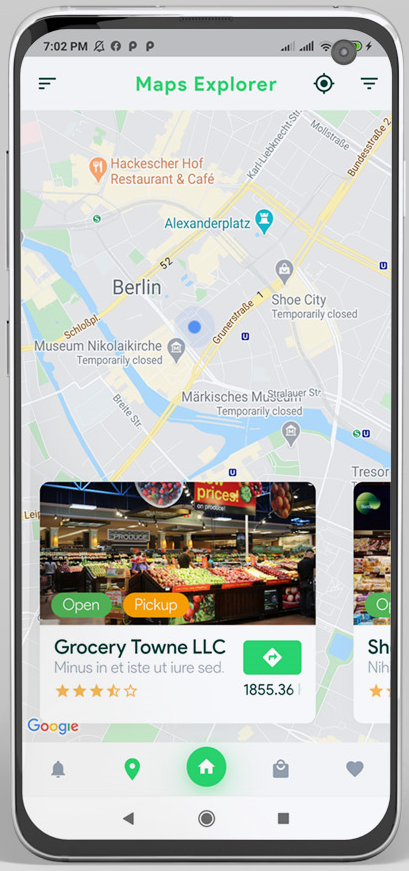 7:02 PM
Maps Explorer
Mollstraße
Karl-Liebknecht-Str
Bundesstraße 2
Hackescher Hof
Restaurant & Café
S
Alexanderplatz
52
U
Berlin
Shoe City
Temporarily closed
Grunerstraße 1
Schloßpl.
U
Museum Nikolaikirche
Temporarily closed
Breite Str.
Märkisches Museum
Stralauer Str
Temporarily closed
S U
U
Tresor
Leip
prices!
on produce!
PRODUCE
Open
Pickup
Op
Grocery Towne LLC
Minus in et iste ut iure sed.
1855.36
Sh
Nih
Google